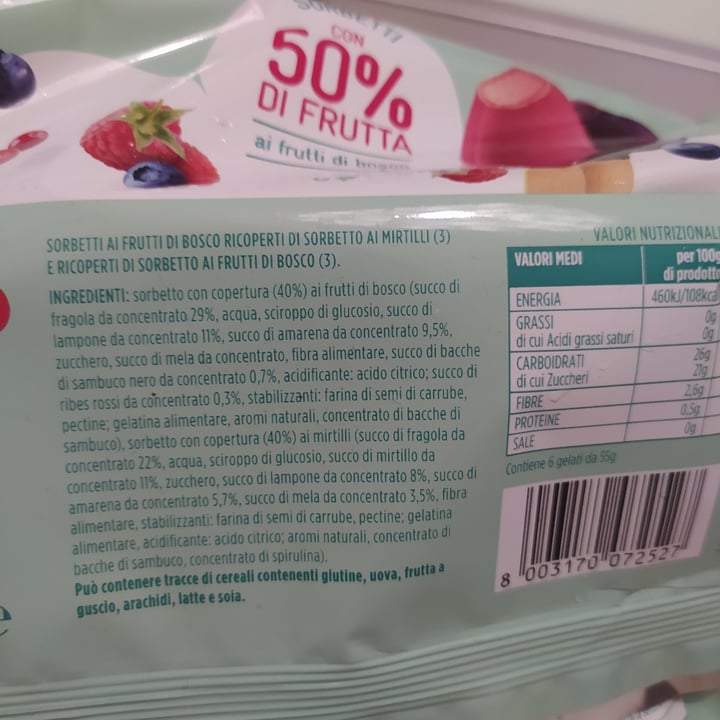 SORBETTI
CON
50%
DI FRUTTA
ai frutti di bosco
SORBETTI AI FRUTTI DI BOSCO RICOPERTI DI SORBETTO AI MIRTILLI (3)
E RICOPERTI DI SORBETTO AI FRUTTI DI BOSCO (3).
INGREDIENTI: sorbetto con copertura (40%) ai frutti di bosco (succo di
fragola da concentrato 29%, acqua, sciroppo di glucosio, succo di
lampone da concentrato 11%, succo di amarena da concentrato 9,5%,
zucchero, succo di mela da concentrato, fibra alimentare, succo di bacche
di sambuco nero da concentrato 0,7%, acidificante: acido citrico; succo di
ribes rossi da concentrato 0,3%, stabilizzanti: farina di semi di carrube,
pectine; gelatina alimentare, aromi naturali, concentrato di bacche di
sambuco), sorbetto con copertura (40%) ai mirtilli (succo di fragola da
concentrato 22%, acqua, sciroppo di glucosio, succo di mirtillo da
concentrato 11%, zucchero, succo di lampone da concentrato 8%, succo di
amarena da concentrato 5,7%, succo di mela da concentrato 3,5%, fibra
alimentare, stabilizzanti: farina di semi di carrube, pectine; gelatina
alimentare, acidificante: acido citrico; aromi naturali, concentrato di
bacche di sambuco, concentrato di spirulina).
Può contenere tracce di cereali contenenti glutine, uova, frutta a
guscio, arachidi, latte e soia.
VALORI NUTRIZIONALI
VALORI MEDI per 100g
di prodotto
ENERGIA 460kJ/108kca
GRASSI 0g
di cui Acidi grassi saturi 0g
CARBOIDRATI 26g
di cui Zuccheri 21g
FIBRE 2,6g
PROTEINE 0,5g
SALE 0g
Contiene 6 gelati da 55g
8 003170 072527